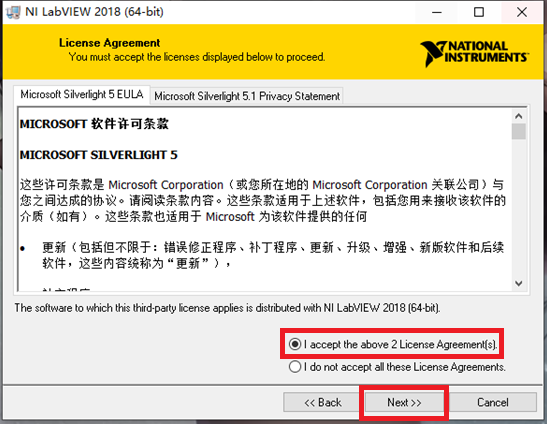 NI LabVIEW 2018 (64-bit)
License Agreement
You must accept the licenses displayed below to proceed.
NATIONAL
INSTRUMENTS
Microsoft Silverlight 5 EULA
Microsoft Silverlight 5.1 Privacy Statement
MICROSOFT 软件许可条款
MICROSOFT SILVERLIGHT 5
这些许可条款是 Microsoft Corporation（或您所在地的 Microsoft Corporation 关联公司）与
您之间达成的协议。请阅读条款内容。这些条款适用于上述软件，包括您用来接收该软件的
介质（如有）。这些条款也适用于 Microsoft 为该软件提供的任何
• 更新（包括但不限于：错误修正程序、补丁程序、更新、升级、增强、新版软件和后续
软件，这些内容统称为“更新”），
The software to which this third-party license applies is distributed with NI LabVIEW 2018 (64-bit).
I accept the above 2 License Agreement(s).
I do not accept all these License Agreements.
<< Back
Next >>
Cancel